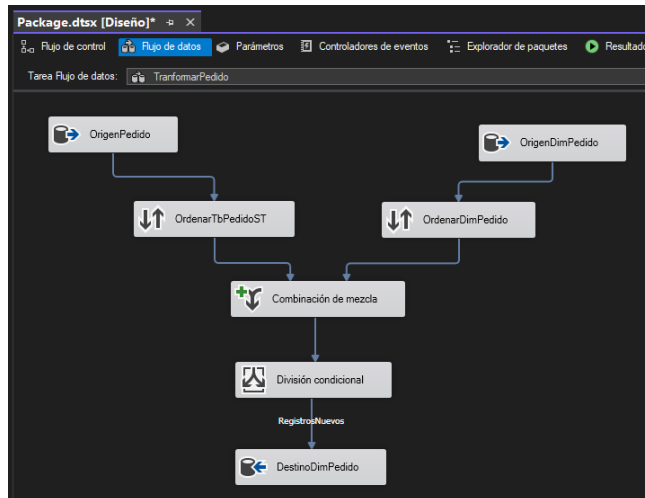 Package.dtsx [Diseño]*
Flujo de control Flujo de datos Parámetros Controladores de eventos Explorador de paquetes Resultado
Tarea Flujo de datos: TranformarPedido
OrigenPedido
OrigenDimPedido
OrdenarTbPedidoST
OrdenarDimPedido
Combinación de mezcla
División condicional
RegistrosNuevos
DestinoDimPedido